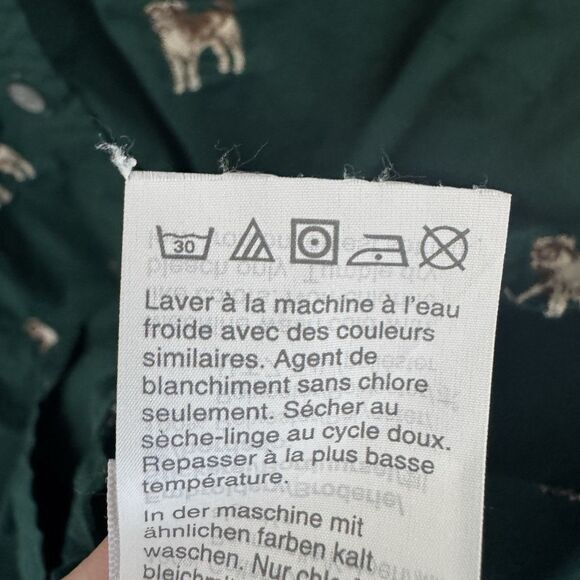 30
Laver à la machine à l'eau
froide avec des couleurs
similaires. Agent de
blanchiment sans chlore
seulement. Sécher au
sèche-linge au cycle doux.
Repasser à la plus basse
température.
In der maschine mit
ähnlichen farben kalt
waschen. Nur